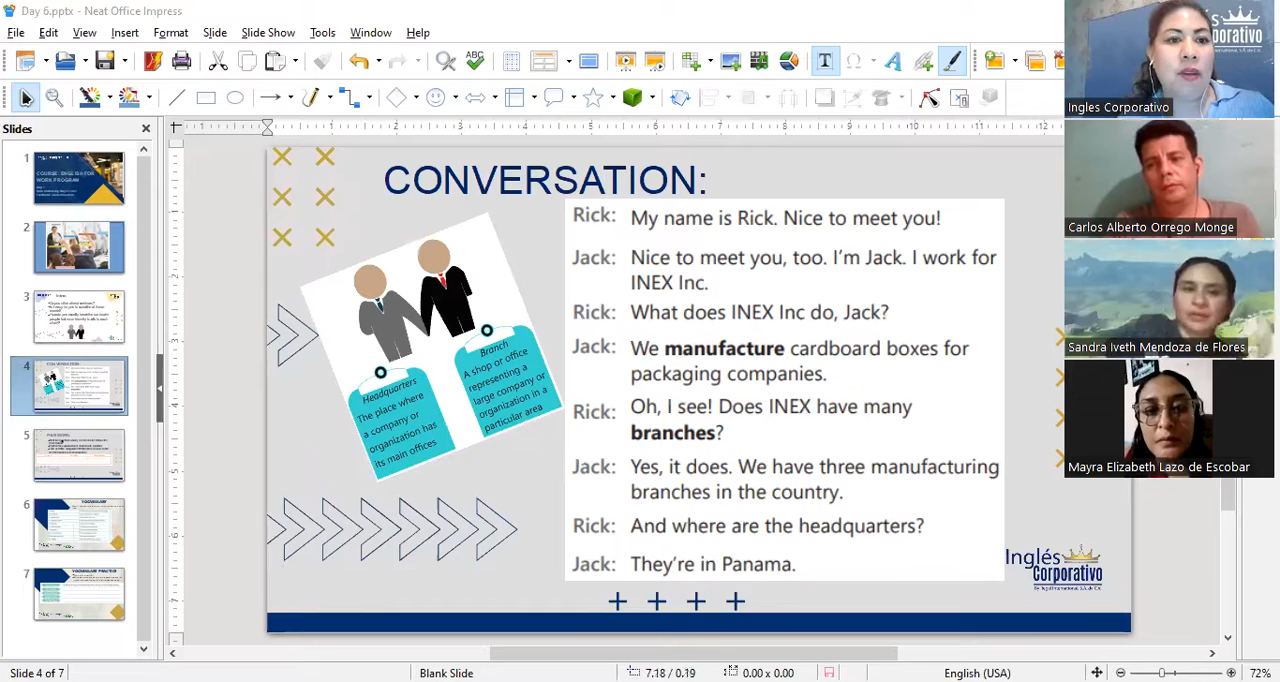 Day 6.pptx - Neat Office Impress
File Edit View Insert Format Slide Slide Show Tools Window Help
Slides
1
2
3
4
5
6
7
CONVERSATION:
Headquarters
The place where
a company or
organization has
its main offices
Branch
A shop or office
representing a
large company or
organization in a
particular area
Rick: My name is Rick. Nice to meet you!
Jack: Nice to meet you, too. I'm Jack. I work for
INEX Inc.
Rick: What does INEX Inc do, Jack?
Jack: We manufacture cardboard boxes for
packaging companies.
Rick: Oh, I see! Does INEX have many
branches?
Jack: Yes, it does. We have three manufacturing
branches in the country.
Rick: And where are the headquarters?
Jack: They're in Panama.
Inglés
Corporativo
Ingles Corporativo
Carlos Alberto Orrego Monge
Sandra Iveth Mendoza de Flores
Mayra Elizabeth Lazo de Escobar
Slide 4 of 7
Blank Slide
7.18 / 0.19
0.00 x 0.00
English (USA)
72%